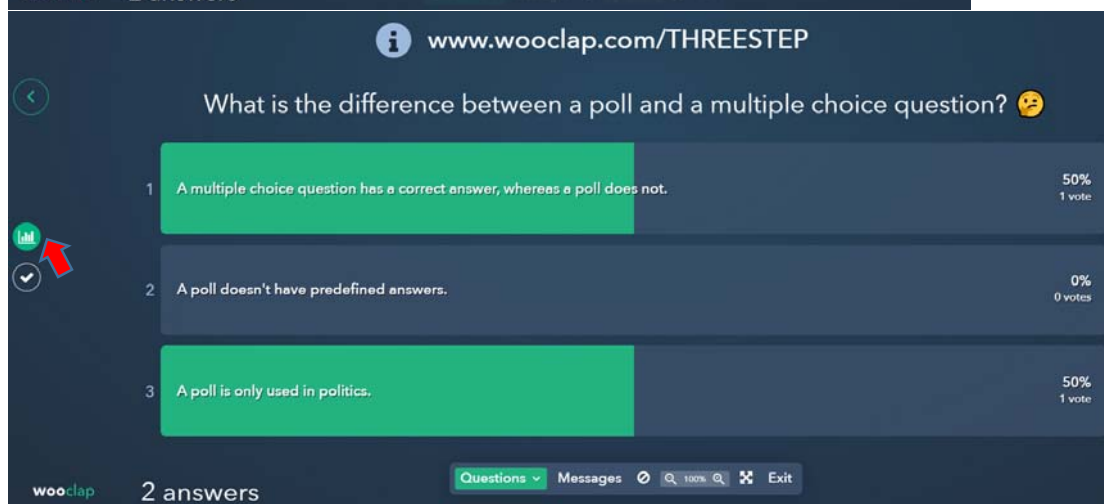 www.wooclap.com/THREESTEP
What is the difference between a poll and a multiple choice question?
1 A multiple choice question has a correct answer, whereas a poll does not. 50%
1 vote
2 A poll doesn't have predefined answers. 0%
0 votes
3 A poll is only used in politics. 50%
1 vote
wooclap 2 answers Questions Messages 100% Exit